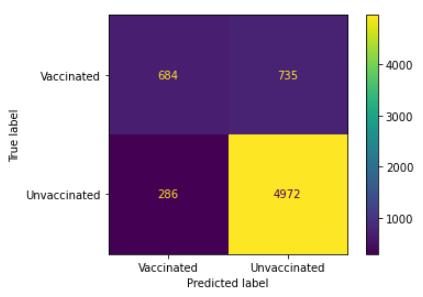 Vaccinated 684 735
Unvaccinated 286 4972
Vaccinated Unvaccinated
Predicted label
True label
4000
3000
2000
1000